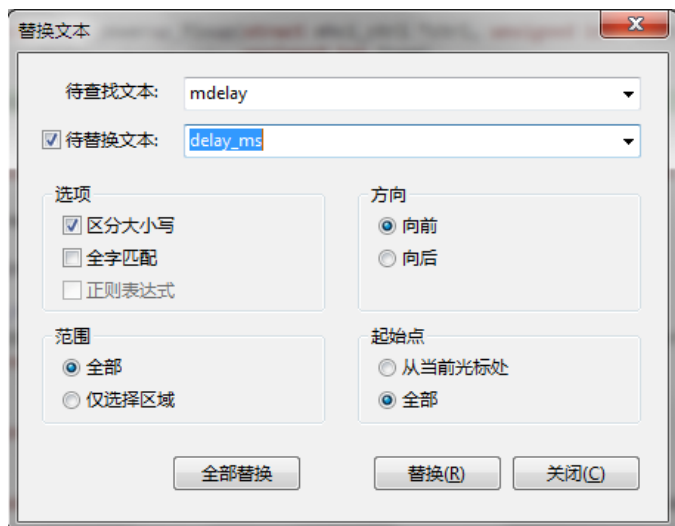 替换文本
待查找文本: mdelay
待替换文本: delay_ms
选项
区分大小写
全字匹配
正则表达式
方向
向前
向后
范围
全部
仅选择区域
起始点
从当前光标处
全部
全部替换 替换(R) 关闭(C)